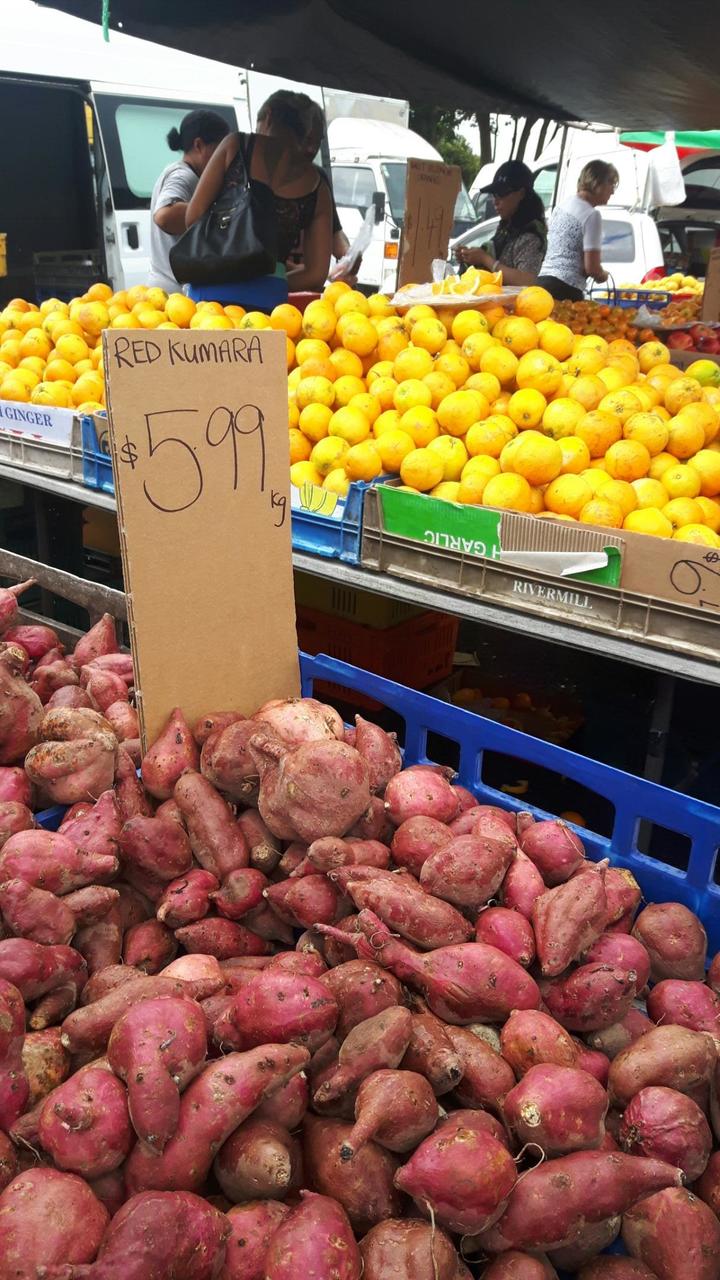 RED KUMARA
$5.99
kg
GINGER
GARLIC
RIVERMILL